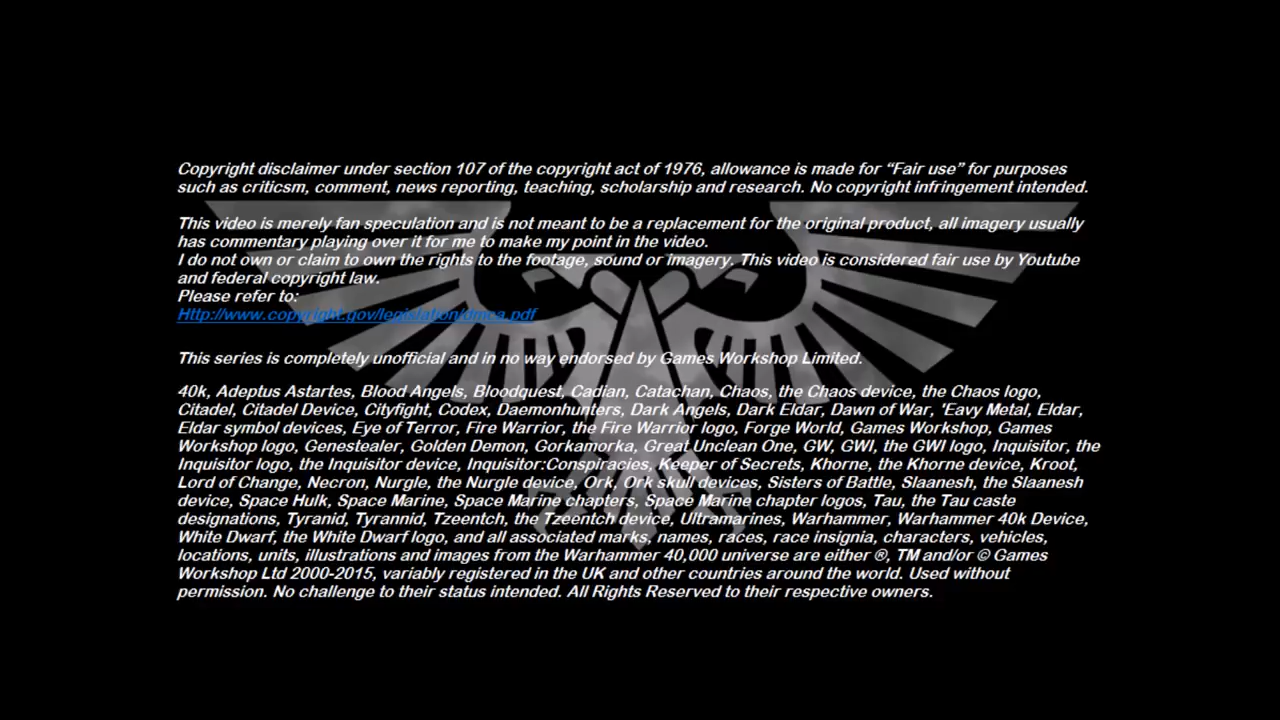 Copyright disclaimer under section 107 of the copyright act of 1976, allowance is made for “Fair use” for purposes
such as criticsm, comment, news reporting, teaching, scholarship and research. No copyright infringement intended.
This video is merely fan speculation and is not meant to be a replacement for the original product, all imagery usually
has commentary playing over it for me to make my point in the video.
I do not own or claim to own the rights to the footage, sound or imagery. This video is considered fair use by Youtube
and federal copyright law.
Please refer to:
Http://www.copyright.gov/legislation/dmca.pdf
This series is completely unofficial and in no way endorsed by Games Workshop Limited.
40k, Adeptus Astartes, Blood Angels, Bloodquest, Cadian, Catachan, Chaos, the Chaos device, the Chaos logo,
Citadel, Citadel Device, Cityfight, Codex, Daemonhunters, Dark Angels, Dark Eldar, Dawn of War, 'Eavy Metal, Eldar,
Eldar symbol devices, Eye of Terror, Fire Warrior, the Fire Warrior logo, Forge World, Games Workshop, Games
Workshop logo, Genestealer, Golden Demon, Gorkamorka, Great Unclean One, GW, GWI, the GWI logo, Inquisitor, the
Inquisitor logo, the Inquisitor device, Inquisitor:Conspiracies, Keeper of Secrets, Khorne, the Khorne device, Kroot,
Lord of Change, Necron, Nurgle, the Nurgle device, Ork, Ork skull devices, Sisters of Battle, Slaanesh, the Slaanesh
device, Space Hulk, Space Marine, Space Marine chapters, Space Marine chapter logos, Tau, the Tau caste
designations, Tyranid, Tyrannid, Tzeentch, the Tzeentch device, Ultramarines, Warhammer, Warhammer 40k Device,
White Dwarf, the White Dwarf logo, and all associated marks, names, races, race insignia, characters, vehicles,
locations, units, illustrations and images from the Warhammer 40,000 universe are either ®, TM and/or © Games
Workshop Ltd 2000-2015, variably registered in the UK and other countries around the world. Used without
permission. No challenge to their status intended. All Rights Reserved to their respective owners.